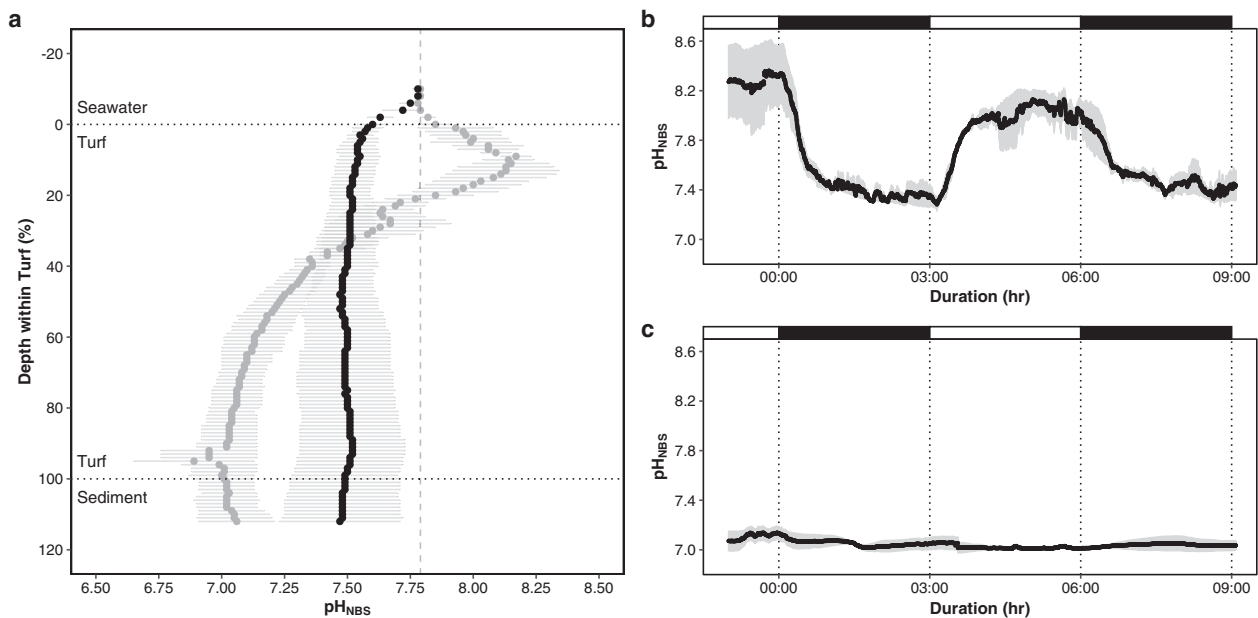 a
-20
Seawater
0
Turf
20
40
60
80
Turf
100
Sediment
120
Depth within Turf (%)
6.50 6.75 7.00 7.25 7.50 7.75 8.00 8.25 8.50
pHNBS
b
8.6
8.2
7.8
7.4
7.0
pHNBS
00:00 03:00 06:00 09:00
Duration (hr)
c
8.6
8.2
7.8
7.4
7.0
pHNBS
00:00 03:00 06:00 09:00
Duration (hr)